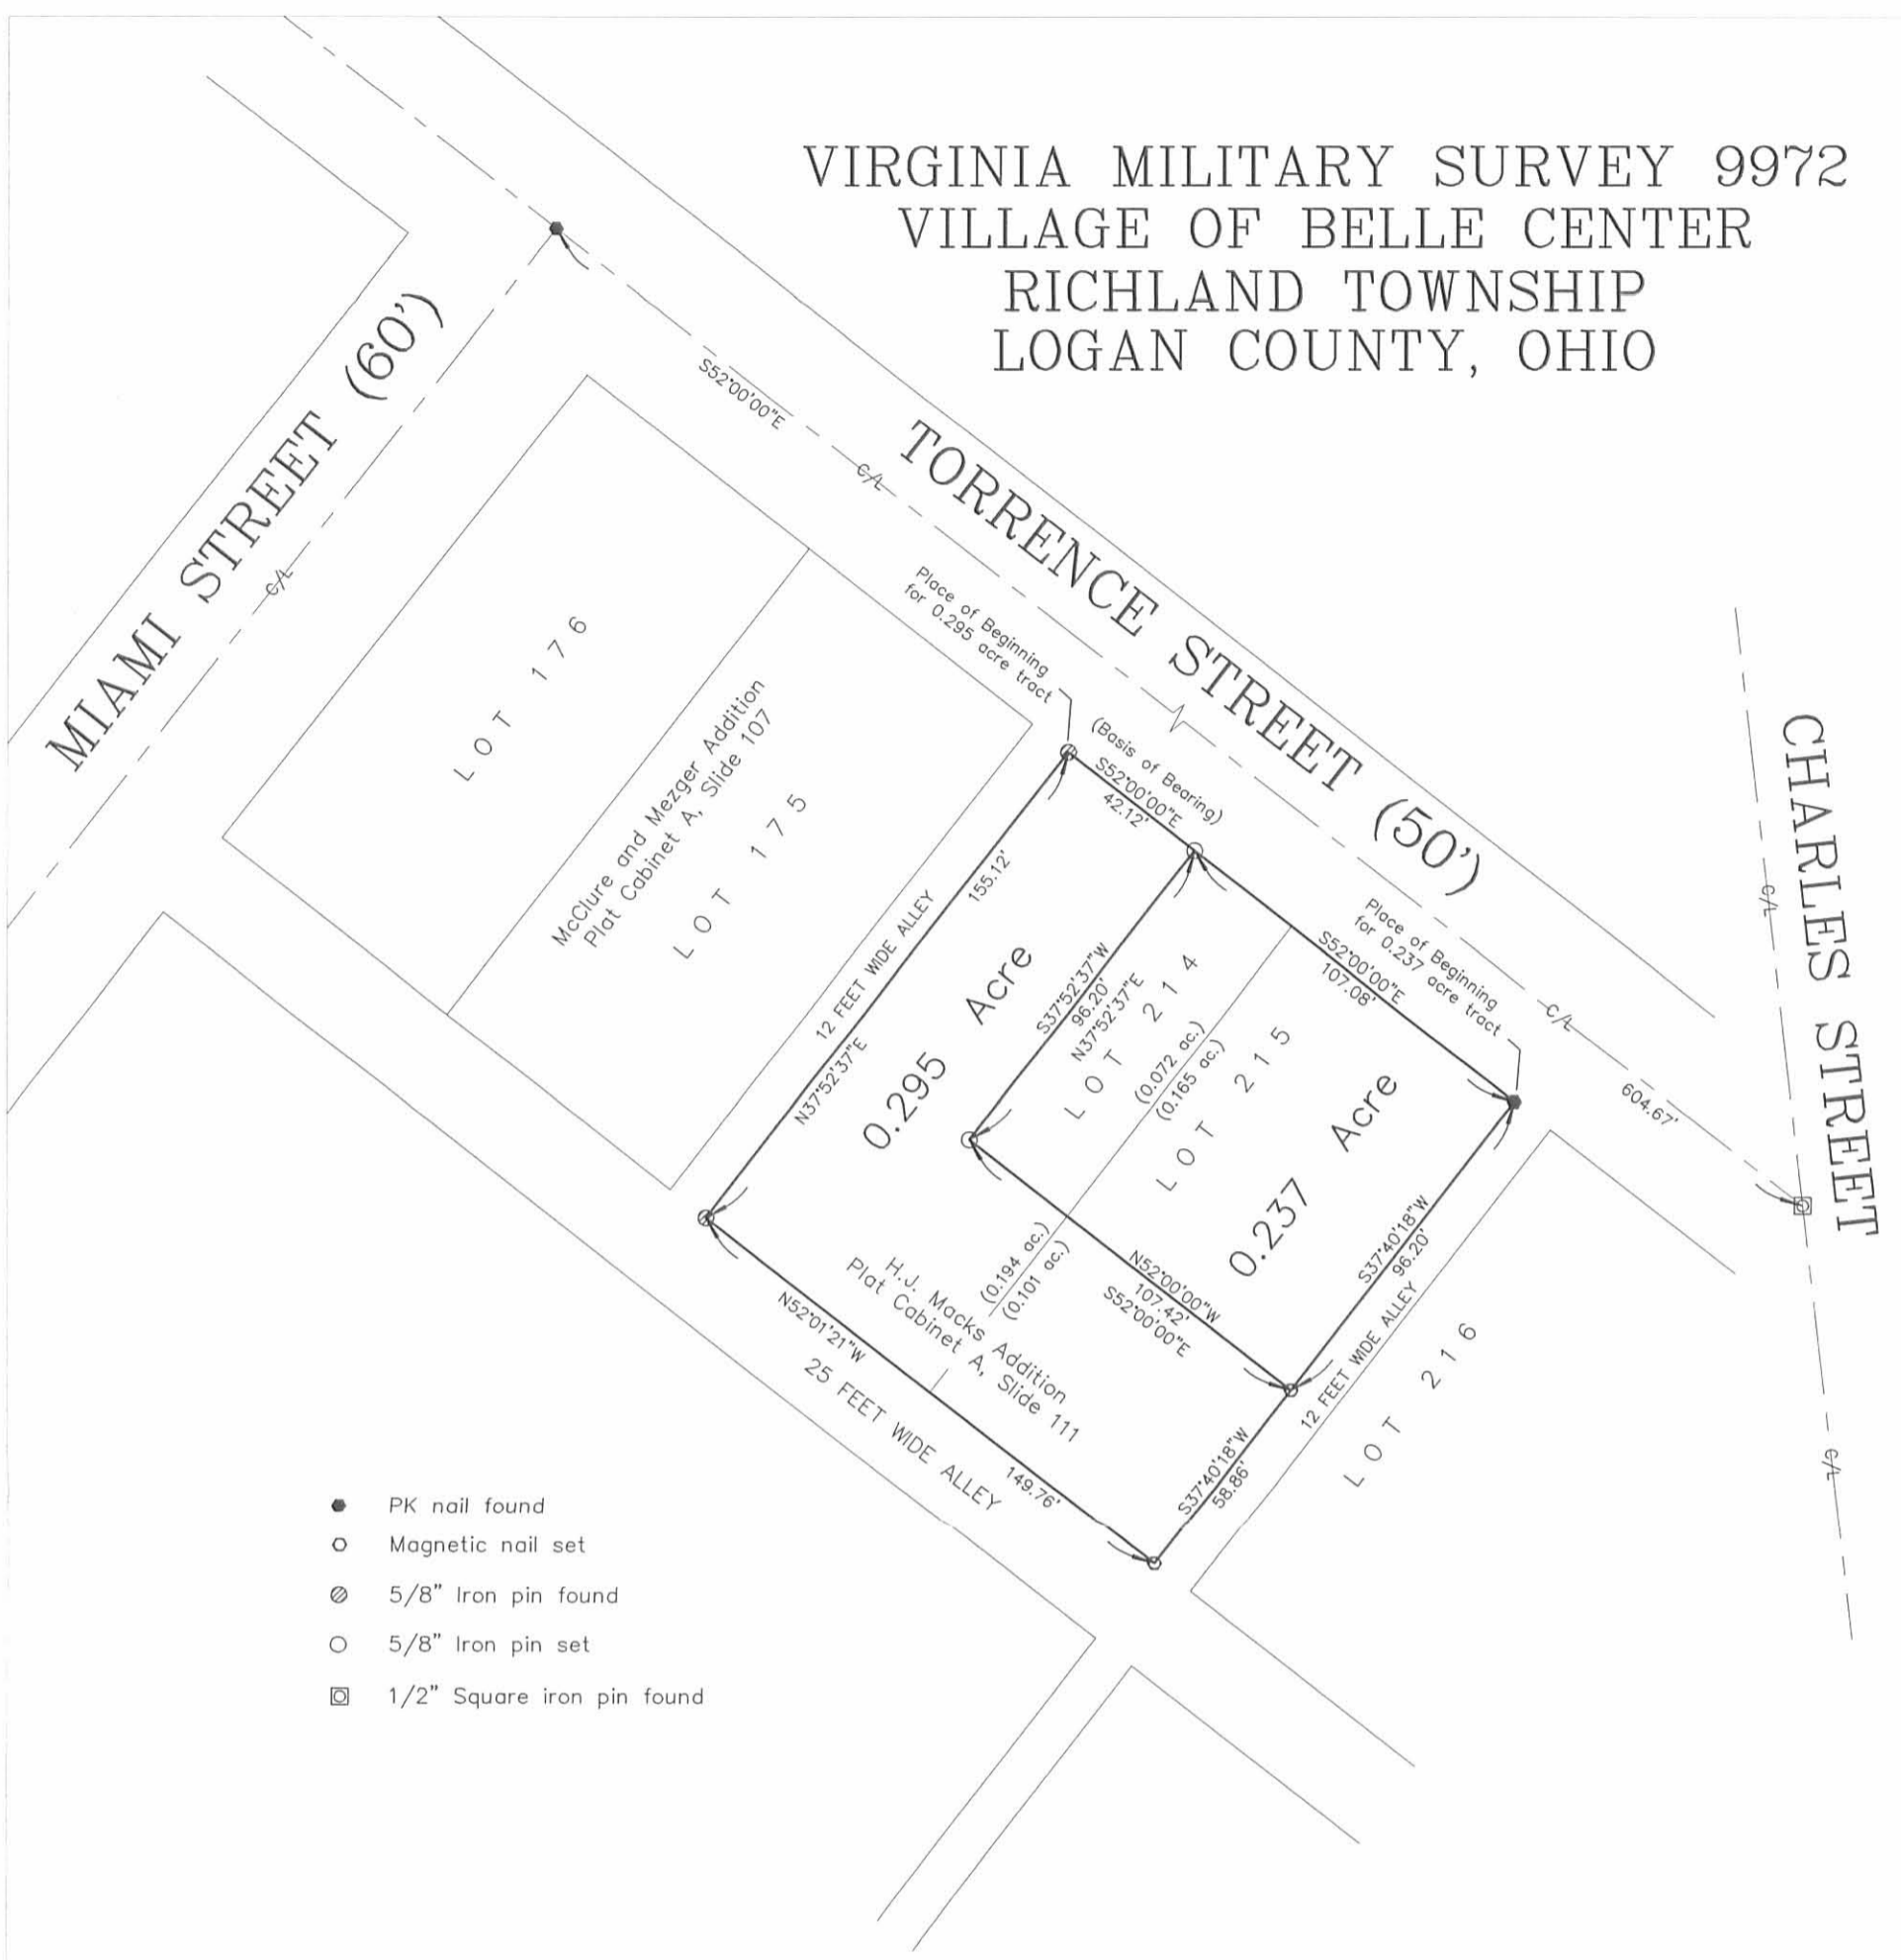 VIRGINIA MILITARY SURVEY 9972
VILLAGE OF BELLE CENTER
RICHLAND TOWNSHIP
LOGAN COUNTY, OHIO
MIAMI STREET (60')
C/L
S52°00'00"E
C/L
TORRENCE STREET (50')
CHARLES STREET
C/L
C/L
C/L
604.67'
LOT 176
McClure and Mezger Addition
Plat Cabinet A, Slide 107
LOT 175
Place of Beginning
for 0.295 acre tract
(Basis of Bearing)
S52°00'00"E
42.12'
155.12'
12 FEET WIDE ALLEY
N37°52'37"E
0.295 Acre
S37°52'37"W
96.20'
N37°52'37"E
LOT 214
(0.072 ac.)
(0.165 ac.)
LOT 215
S52°00'00"E
107.08'
Place of Beginning
for 0.237 acre tract
0.237 Acre
S37°40'18"W
96.20'
12 FEET WIDE ALLEY
LOT 216
N52°00'00"W
107.42'
S52°00'00"E
(0.194 ac.)
(0.101 ac.)
H.J. Macks Addition
Plat Cabinet A, Slide 111
N52°01'21"W
149.76'
25 FEET WIDE ALLEY
S37°40'18"W
58.86'
PK nail found
Magnetic nail set
5/8" Iron pin found
5/8" Iron pin set
1/2" Square iron pin found